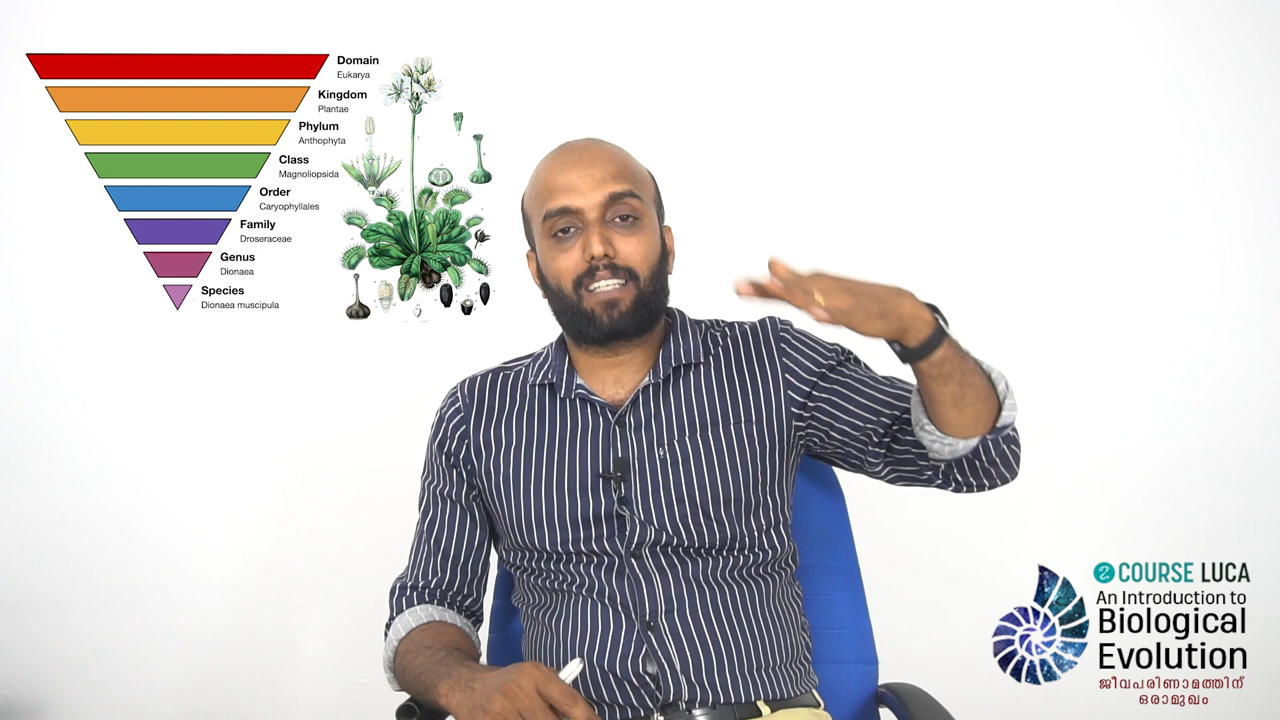 Domain
Eukarya
Kingdom
Plantae
Phylum
Anthophyta
Class
Magnoliopsida
Order
Caryophyllales
Family
Droseraceae
Genus
Dionaea
Species
Dionaea muscipula
COURSE LUCA
An Introduction to
Biological
Evolution
ജീവപരിണാമത്തിന്
ഒരാമുഖം